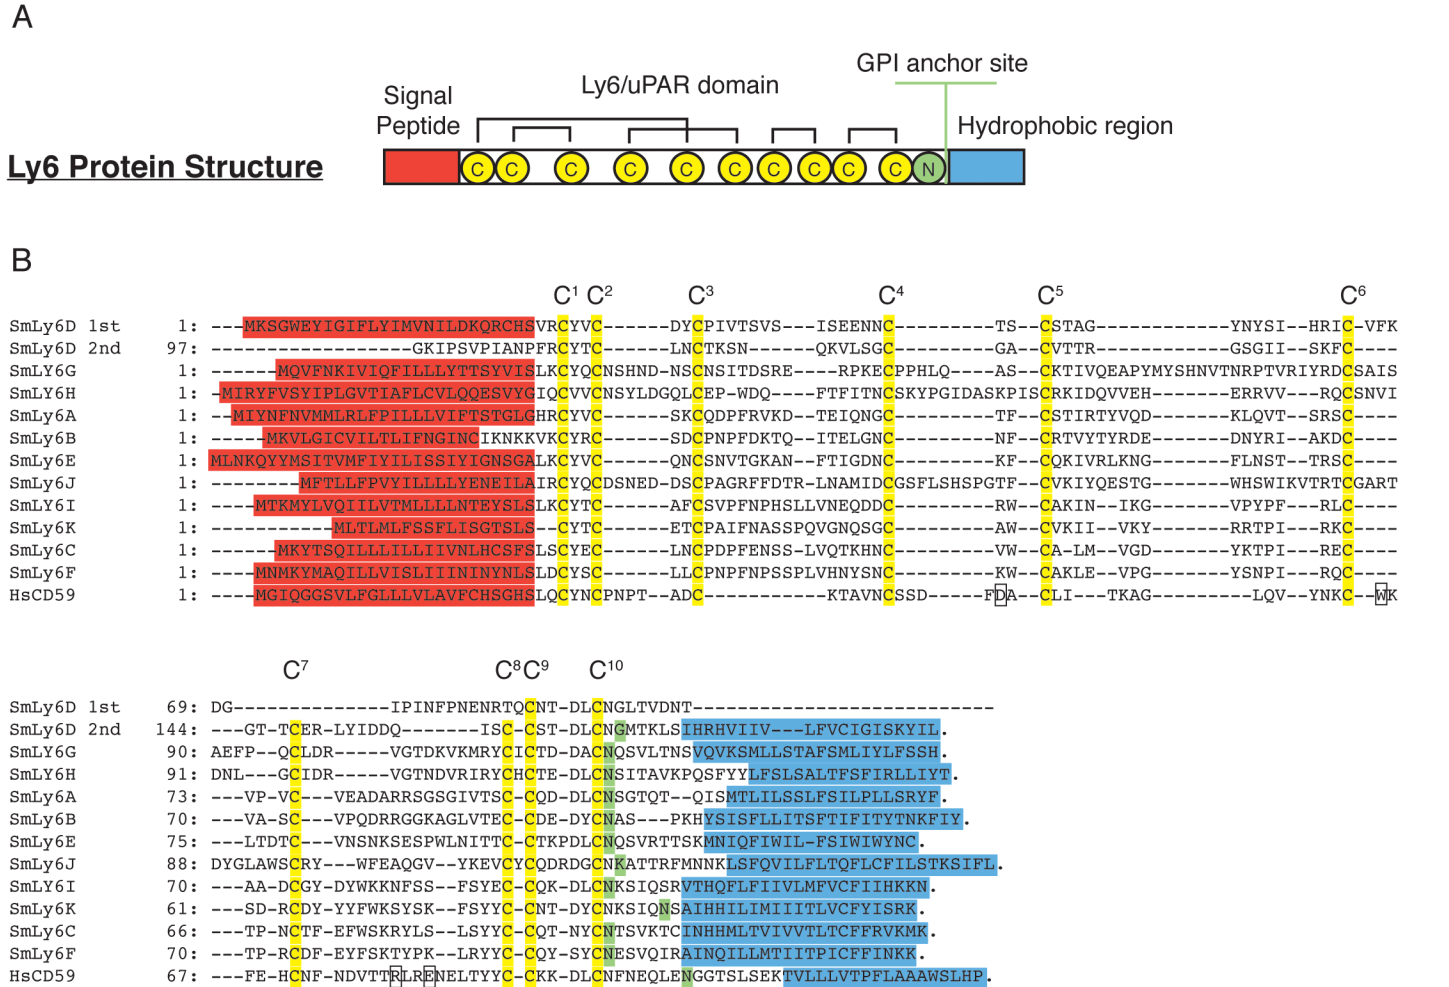 A
GPI anchor site
Ly6/uPAR domain
Signal
Peptide
Hydrophobic region
Ly6 Protein Structure
C C C C C C C C C C N
B
C1 C2 C3 C4 C5 C6
SmLy6D 1st 1: ---MKSGWEYIGIFLYIMVNILDKQRCHSVRCYVC------DYCPIVTSVS---ISEENNC---------TS--CSTAG------------YNYSI--HRIC-VFK
SmLy6D 2nd 97: ------------------GKIPSVPIANPFRCYTC------LNCTKSN------QKVLSGC---------GA--CVTTR------------GSGII--SKFC----
SmLY6G 1: ------MQVFNKIVIQFILLLLYTTSYVISLKCYQCNSHND-NSCNSITDSRE----RPKECPPHLQ----AS--CKTIVQEAPYMYSHNVTNRPTVRIYRDCSAIS
SmLY6H 1: -MIRYFVSYIPLGVTIAFLCVLQQESVYGIQCVVCNSYLDGQLCEP-WDQ----FTFITNCSKYPGIDASKPISCRKIDQVVEH-------ERRVV---RQCSNVI
SmLy6A 1: --MIYNFNVMMLRLFPILLLVIFTSTGLGHRCYVC------SKCQDPFRVKD--TEIQNGC---------TF--CSTIRTYVQD-------KLQVT--SRSC----
SmLy6B 1: -----MKVLGICVILTLIFNGINCIKNKKVKCYRC------SDCPNPFDKTQ--ITELGNC---------NF--CRTVYTYRDE-------DNYRI--AKDC----
SmLy6E 1: MLNKQYYMSITVMFIYILISSIYIGNSGALKCYVC------QNCSNVTGKAN--FTIGDNC---------KF--CQKIVRLKNG-------FLNST--TRSC----
SmLy6J 1: --------MFTLLFPVYILLLLYENEILAIRCYQCDSNED-DSCPAGRFFDTR-LNAMIDCGSFLSHSPGTF--CVKIYQESTG-------WHSWIKVTRTCGART
SmLy6I 1: ----MTKMYLVQIILVTMLLLLNTEYSLSLKCYTC------AFCSVPFNPHSLLVNEQDDC---------RW--CAKIN--IKG-------VPYPF---RLC----
SmLy6K 1: -----------MLTLMLFSSFLISGTSLS-CYTC------ETCPAIFNASSPQVGNQSGC---------AW--CVKII--VKY-------RRTPI---RKC----
SmLy6C 1: ------MKYTSQILLLILLIIVNLHCSFSLSCYEC------LNCPDPFENSS-LVQTKHNC---------VW--CA-LM--VGD-------YKTPI---REC----
SmLy6F 1: ----MNMKYMAQILLVISLIIININYNLSLDCYSC------LLCPNPFNPSSPLVHNYSNC---------KW--CAKLE--VPG-------YSNPI---RQC----
HsCD59 1: ----MGIQGGSVLFGLLLVLAVFCHSGHSLQCYNCPNPT--ADC-----------KTAVNCSSD-----FDA--CLI---TKAG---------LQV--YNKC--WK
C7 C8 C9 C10
SmLy6D 1st 69: DG--------------IPINFPNENRTQCNT-DLCNGLTVDNT---------------------------
SmLy6D 2nd 144: ---GT-TCER-LYIDDQ-------ISC-CST-DLCNGMTKLSIHRHVIIV---LFVCIGISKYIL.
SmLY6G 90: AEFP--QCLDR-----VGTDKVKMRYCICTD-DACNQSVLTNSVQVKSMLLSTAFSMLIYLFSSH.
SmLY6H 91: DNL---GCIDR-----VGTNDVRIRYCHCTE-DLCNSITAVKPQSFYYLFSLSALTFSFIRLLIYT.
SmLy6A 73: ---VP-VC---VEADARRSGSGIVTSC-CQD-DLCNSGTQT--QISMTLILSSLFSILPLLSRYF.
SmLy6B 70: ---VA-SC---VPQDRRGGKAGLVTEC-CDE-DYCNAS---PKHYSISFLLITSFTIFIYTNKFIY.
SmLy6E 75: ---LTDTC---VNSNKSESPWLNITTC-CTKPDLCNQSVRTTSKMNIQFIWIL-FSIWIWYNC.
SmLy6J 88: DYGLAWSCRY---WFEAQGV--YKEVCYCQDRDGCNKATTRFMNNKLSFQVILFLTQFLCFILSTKSIFL.
SmLY6I 70: ---AA-DCGY-DYWKKNFSS--FSYEC-CQK-DLCNKSIQSRVTHQFLFIIVLMFVCFIIHKKN.
SmLy6K 61: ---SD-RCDY-YYFWKSYSK--FSYYC-CNT-DYCNKSIQNSAIHHILIMIIITLVCFYISRK.
SmLy6C 66: ---TP-NCTF-EFWSKRYLS--LSYYC-CQT-NYCNTSVKTCINHHMLTVIVVTLTCFFRVKMK.
SmLy6F 70: ---TP-RCDF-EYFSKTYPK--LRYYC-CQY-SYCNESVQIRAINQILLMTIITPICFFINKK.
HsCD59 67: ---FE-HCNF-NDVTTRLRENELTYYC-CKK-DLCNFNEQLENGGTSLSEKTVLLLVTPFLAAAWSLHP.